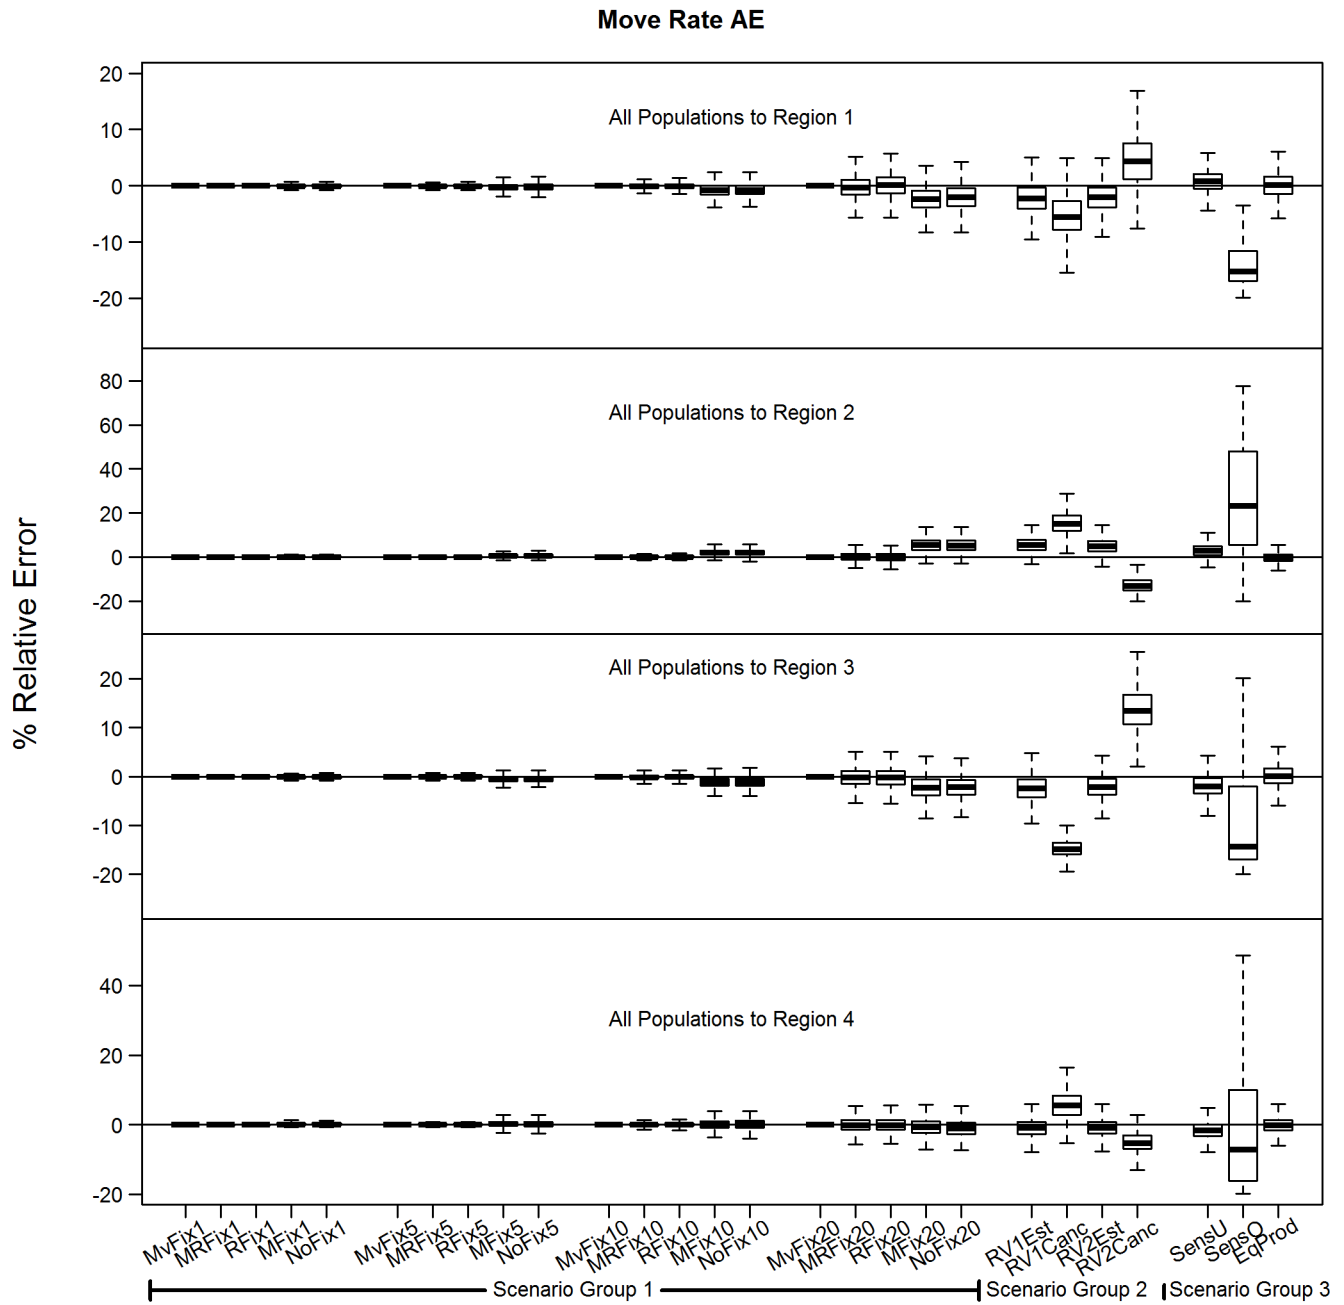 Move Rate AE
% Relative Error
20
10
0
-10
-20
All Populations to Region 1
80
60
40
20
0
-20
All Populations to Region 2
20
10
0
-10
-20
All Populations to Region 3
40
20
0
-20
All Populations to Region 4
MvFix1 MRFix1 RFix1 MFix1 NoFix1 MvFix5 MRFix5 RFix5 MFix5 NoFix5 MvFix10 MRFix10 RFix10 MFix10 NoFix10 MvFix20 MRFix20 RFix20 MFix20 NoFix20 RV1Est RV1Canc RV2Est RV2Canc SensU SensO EqProd
Scenario Group 1 Scenario Group 2 Scenario Group 3